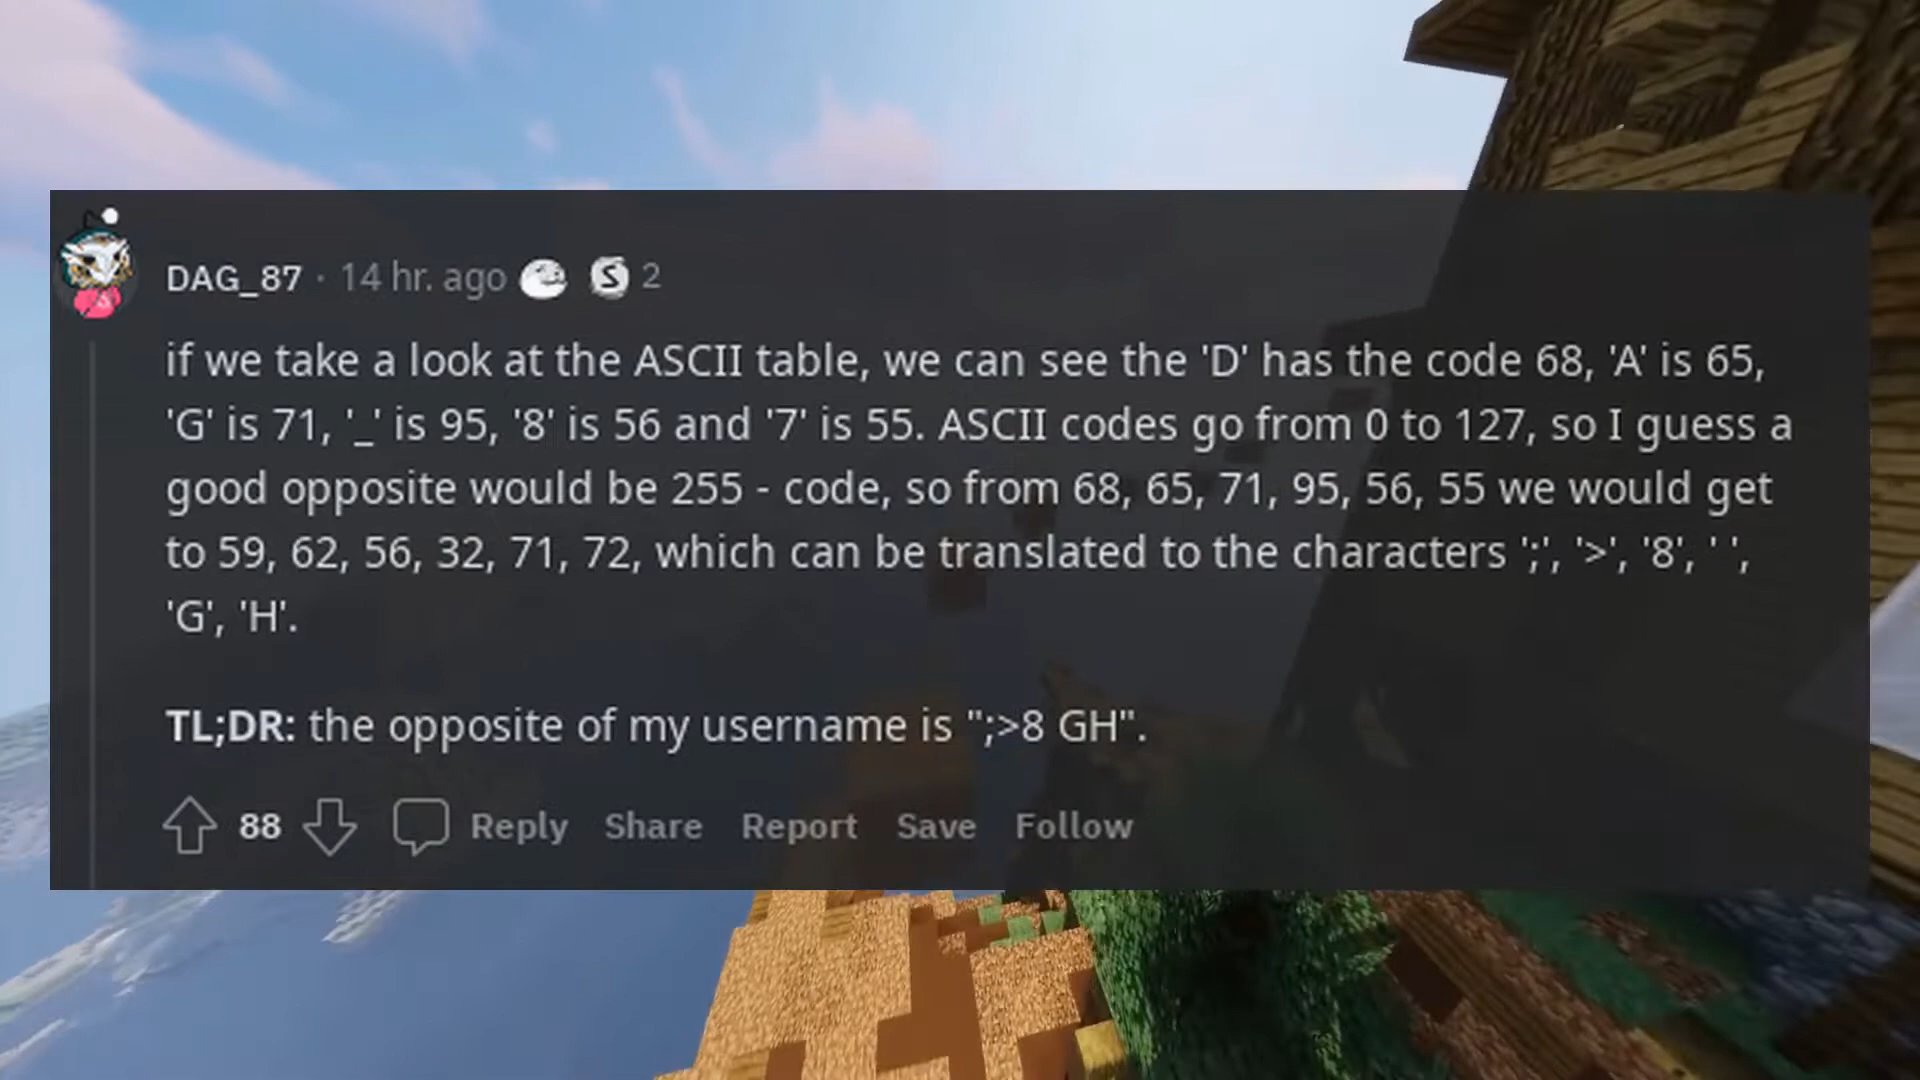 DAG_87 · 14 hr. ago 2
if we take a look at the ASCII table, we can see the 'D' has the code 68, 'A' is 65,
'G' is 71, '_' is 95, '8' is 56 and '7' is 55. ASCII codes go from 0 to 127, so I guess a
good opposite would be 255 - code, so from 68, 65, 71, 95, 56, 55 we would get
to 59, 62, 56, 32, 71, 72, which can be translated to the characters ';', '>', '8', ' ',
'G', 'H'.
TL;DR: the opposite of my username is ";>8 GH".
88 Reply Share Report Save Follow